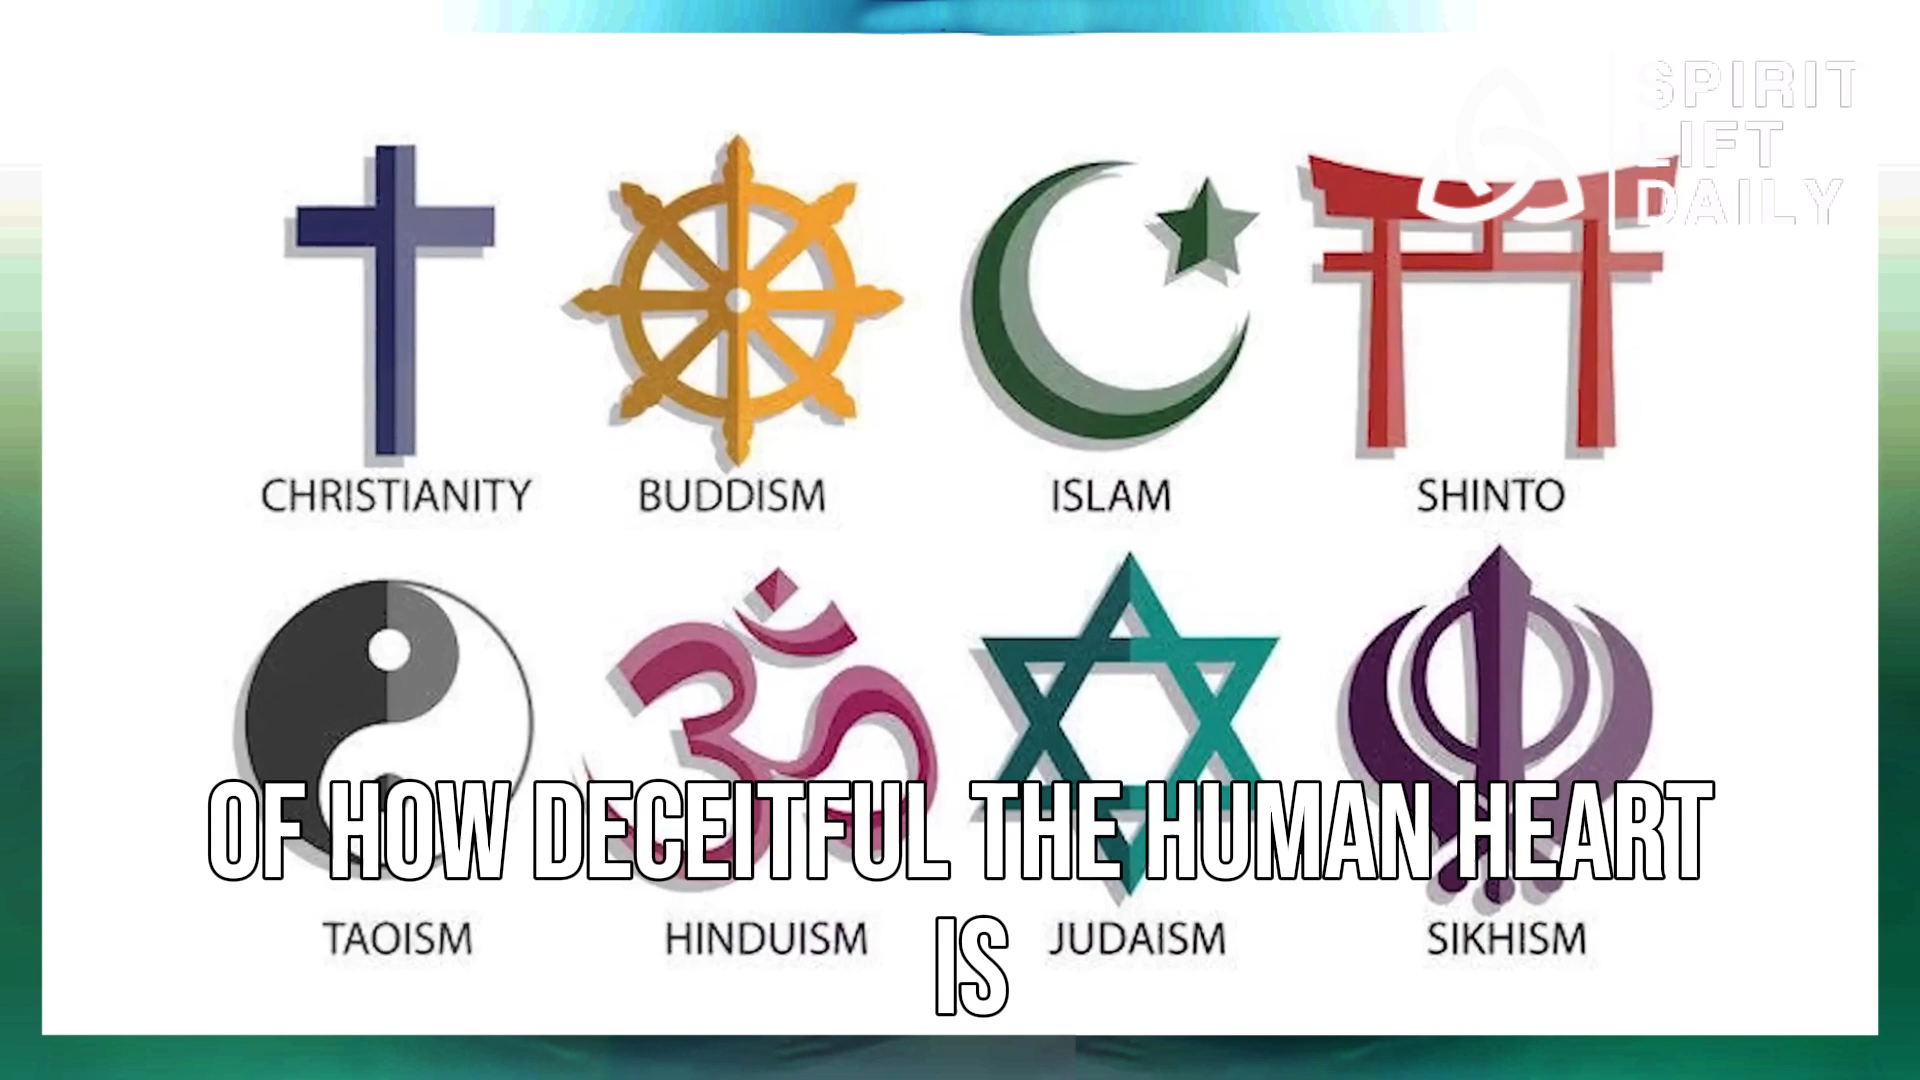 SPIRIT
LIFT
DAILY
CHRISTIANITY
BUDDISM
ISLAM
SHINTO
OF HOW DECEITFUL THE HUMAN HEART
IS
TAOISM
HINDUISM
JUDAISM
SIKHISM